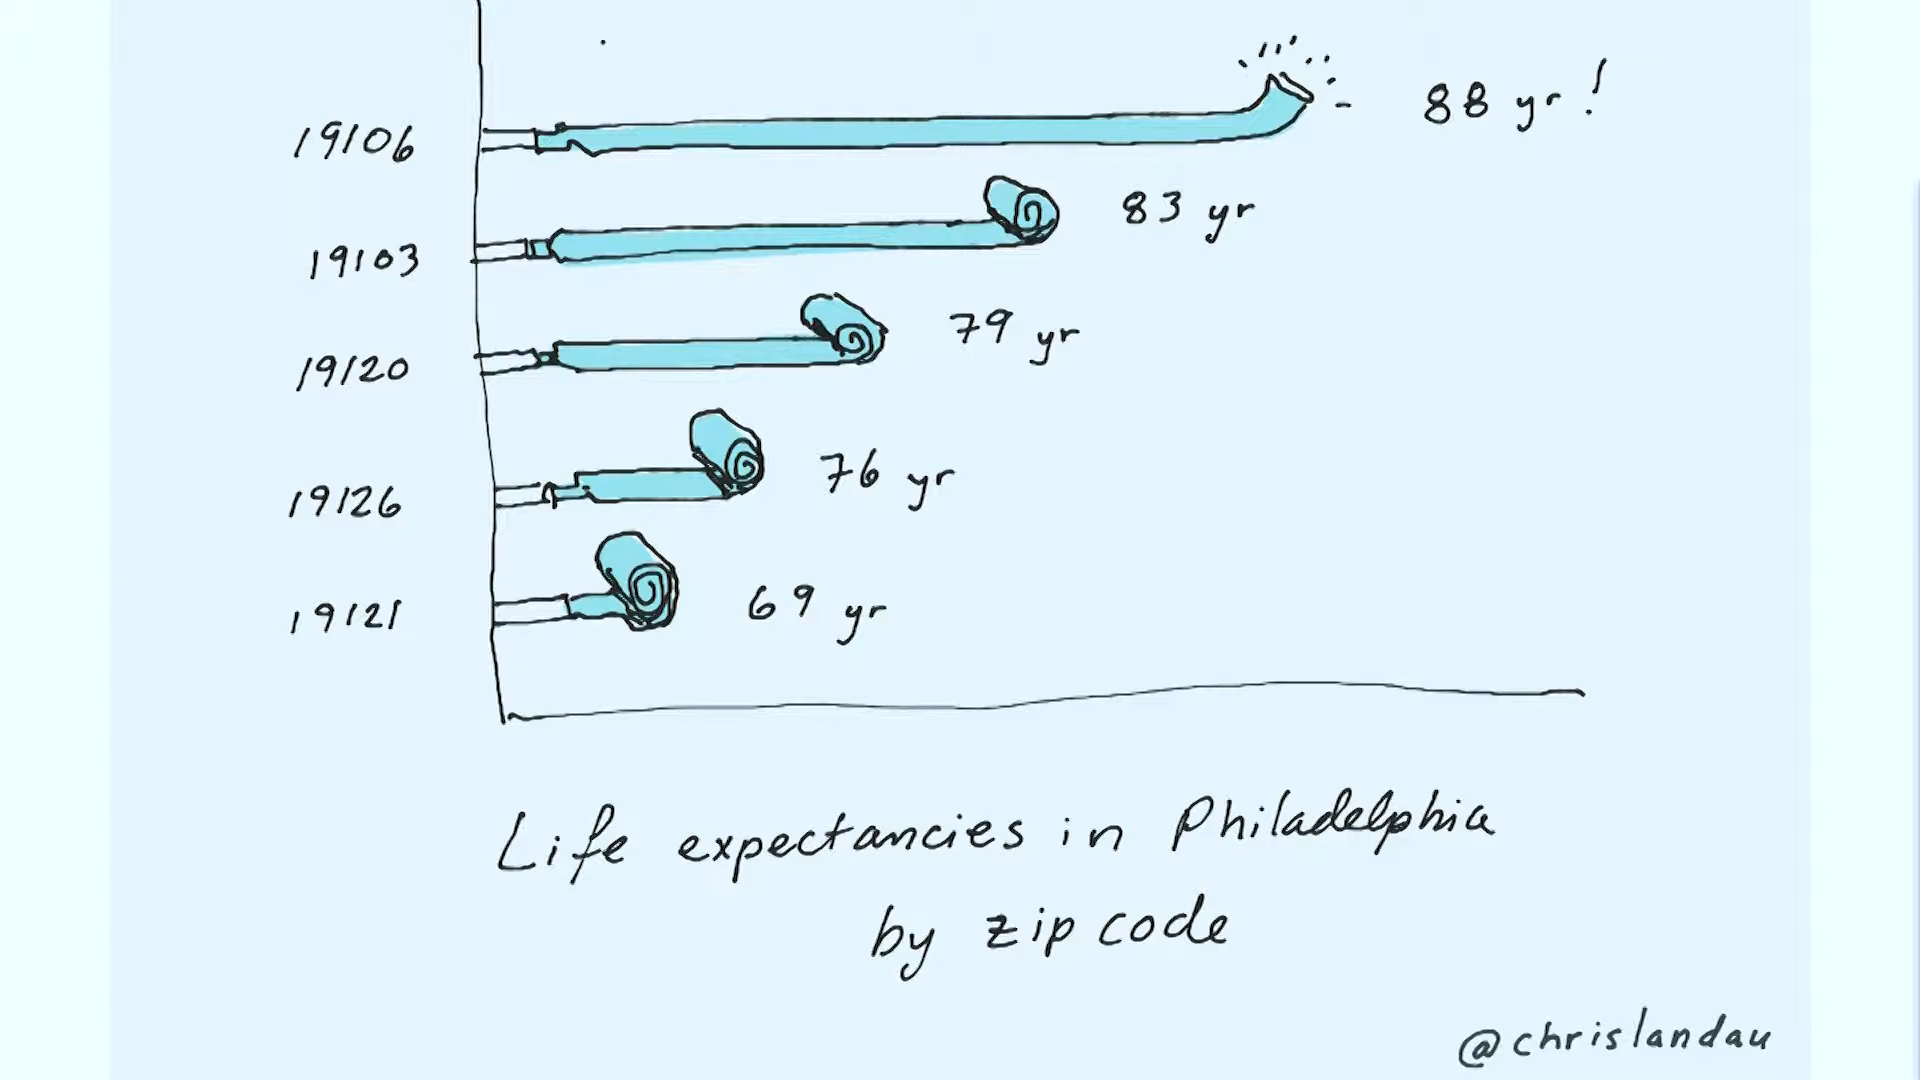 19106 88 yr!
19103 83 yr
19120 79 yr
19126 76 yr
19121 69 yr
Life expectancies in Philadelphia
by zip code
@chrislandau